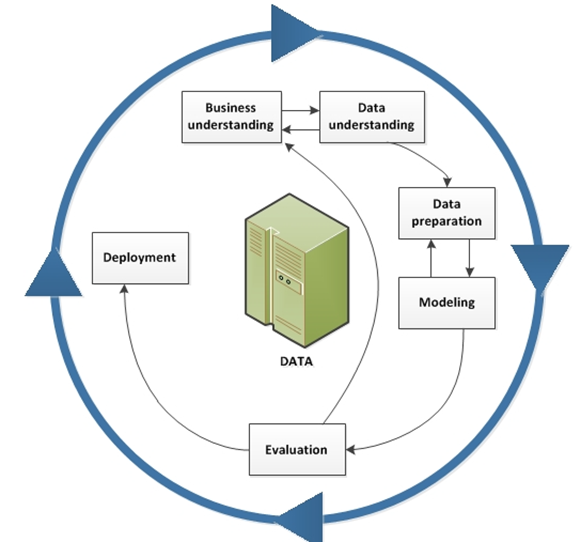 Business
understanding
Data
understanding
Data
preparation
Deployment
Modeling
DATA
Evaluation